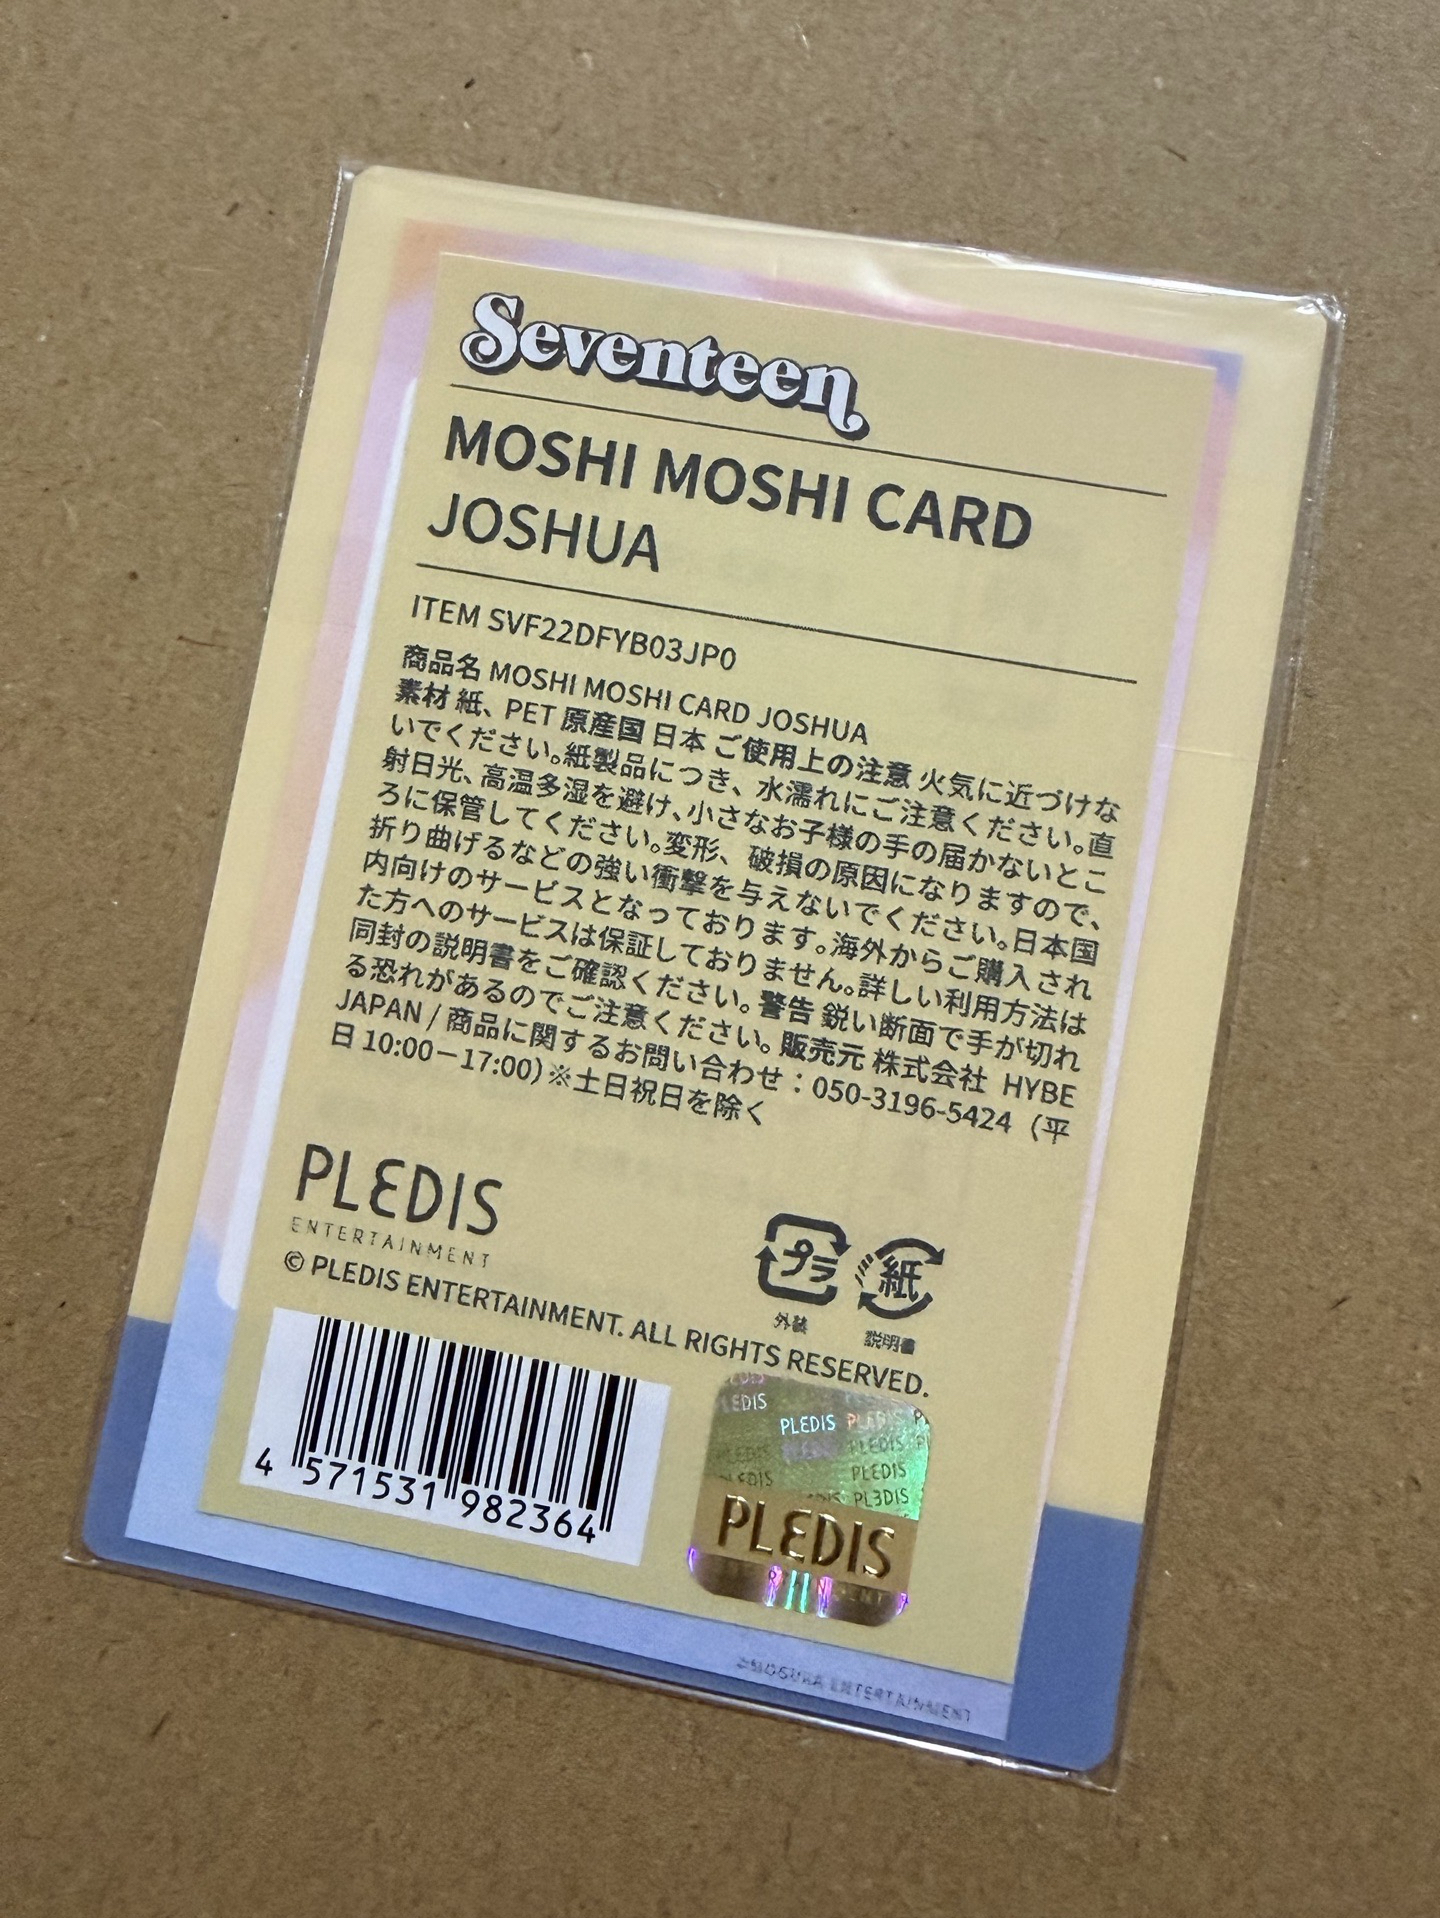 Seventeen
MOSHI MOSHI CARD
JOSHUA
ITEM SVF22DFYB03JP0
商品名 MOSHI MOSHI CARD JOSHUA
素材 紙、PET 原産国 日本 ご使用上の注意 火気に近づけな
いでください。紙製品につき、水濡れにご注意ください。直
射日光、高温多湿を避け、小さなお子様の手の届かないとこ
ろに保管してください。変形、破損の原因になりますので、
折り曲げるなどの強い衝撃を与えないでください。日本国
内向けのサービスとなっております。海外からご購入され
た方へのサービスは保証しておりません。詳しい利用方法は
同封の説明書をご確認ください。警告 鋭い断面で手が切れ
る恐れがあるのでご注意ください。販売元 株式会社 HYBE
JAPAN / 商品に関するお問い合わせ：050-3196-5424（平
日 10:00－17:00）※土日祝日を除く
PLEDIS
ENTERTAINMENT
プラ
外装
紙
説明書
© PLEDIS ENTERTAINMENT. ALL RIGHTS RESERVED.
4 571531 982364
PLEDIS PLEDIS
PLEDIS
PLEDIS
ENTERTAINMENT